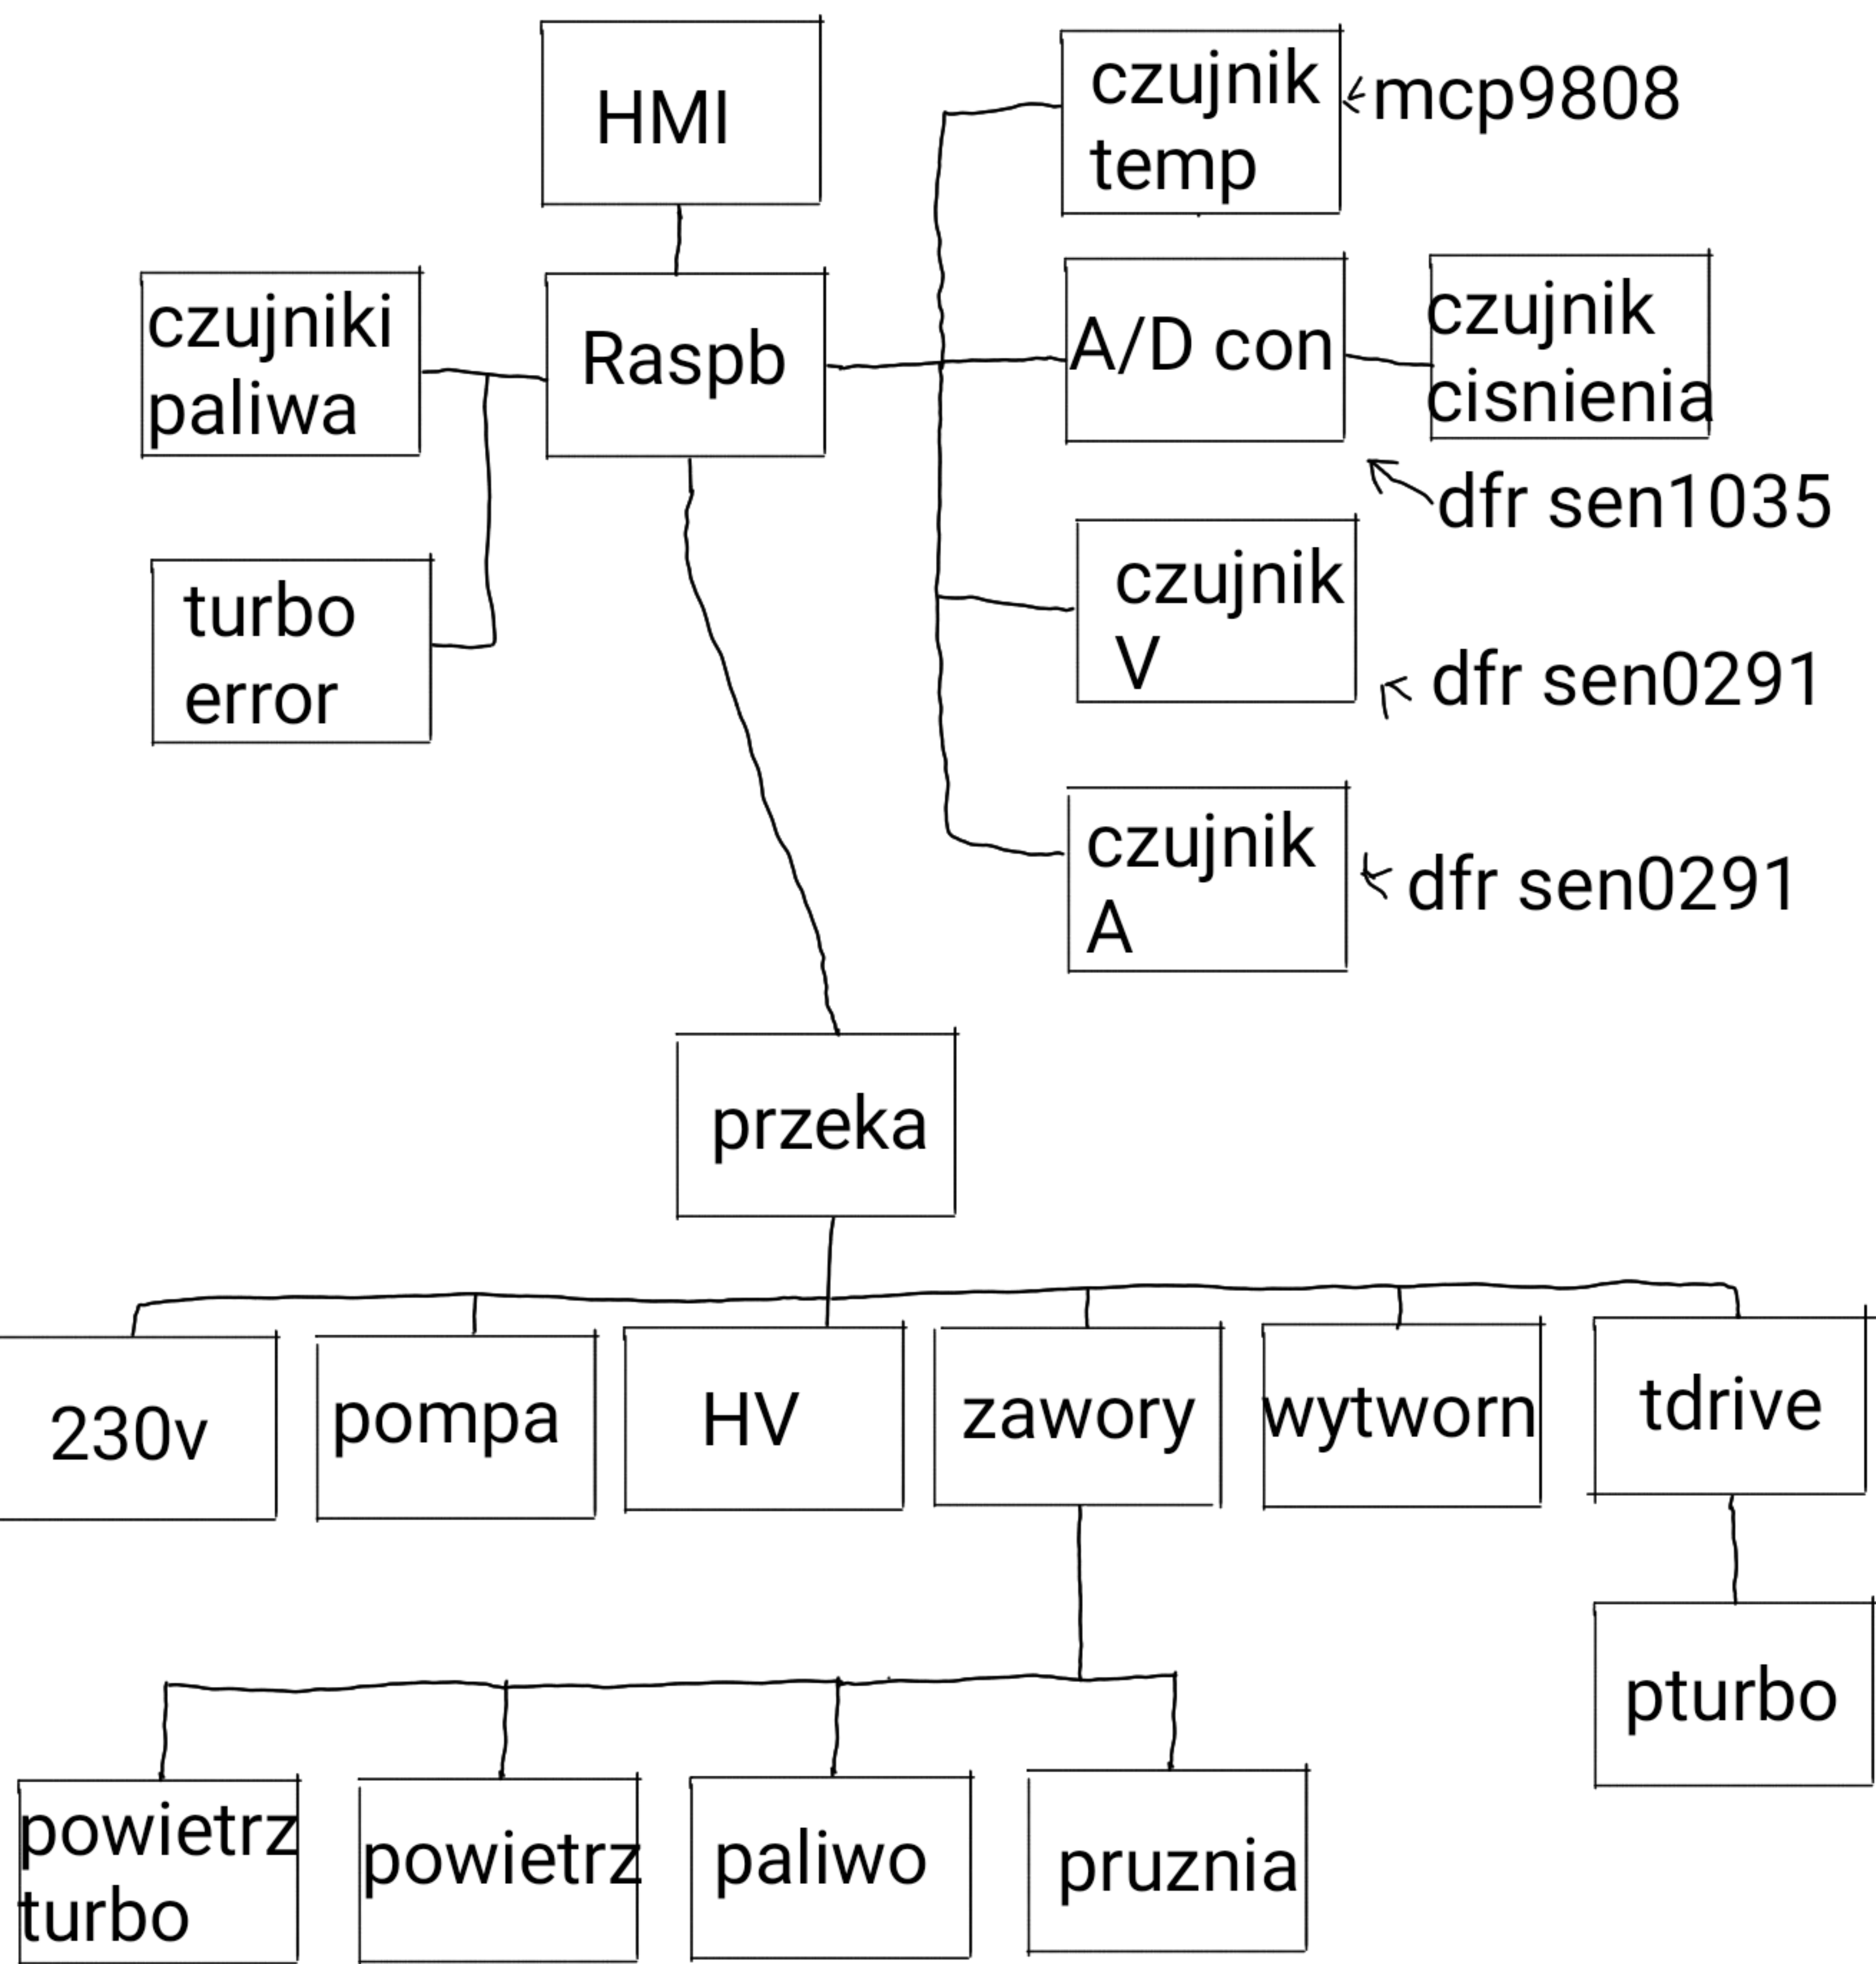 HMI
czujnik
temp
mcp9808
czujniki
paliwa
Raspb
A/D con
czujnik
cisnienia
dfr sen1035
turbo
error
czujnik
V
dfr sen0291
czujnik
A
dfr sen0291
przeka
230v
pompa
HV
zawory
wytworn
tdrive
pturbo
powietrz
turbo
powietrz
paliwo
pruznia